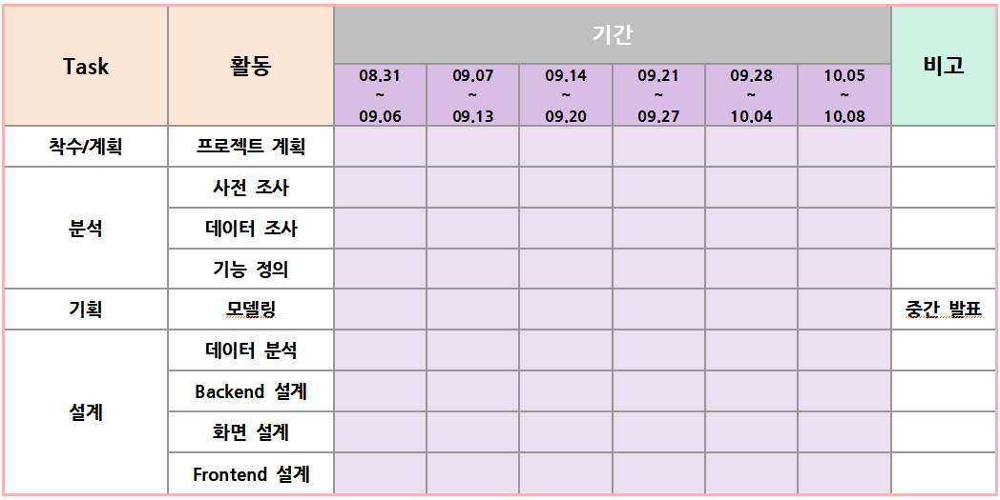 Task 활동 기간 비고
08.31 09.07 09.14 09.21 09.28 10.05
~ ~ ~ ~ ~ ~
09.06 09.13 09.20 09.27 10.04 10.08
착수/계획 프로젝트 계획
분석 사전 조사
데이터 조사
기능 정의
기획 모델링 중간 발표
설계 데이터 분석
Backend 설계
화면 설계
Frontend 설계